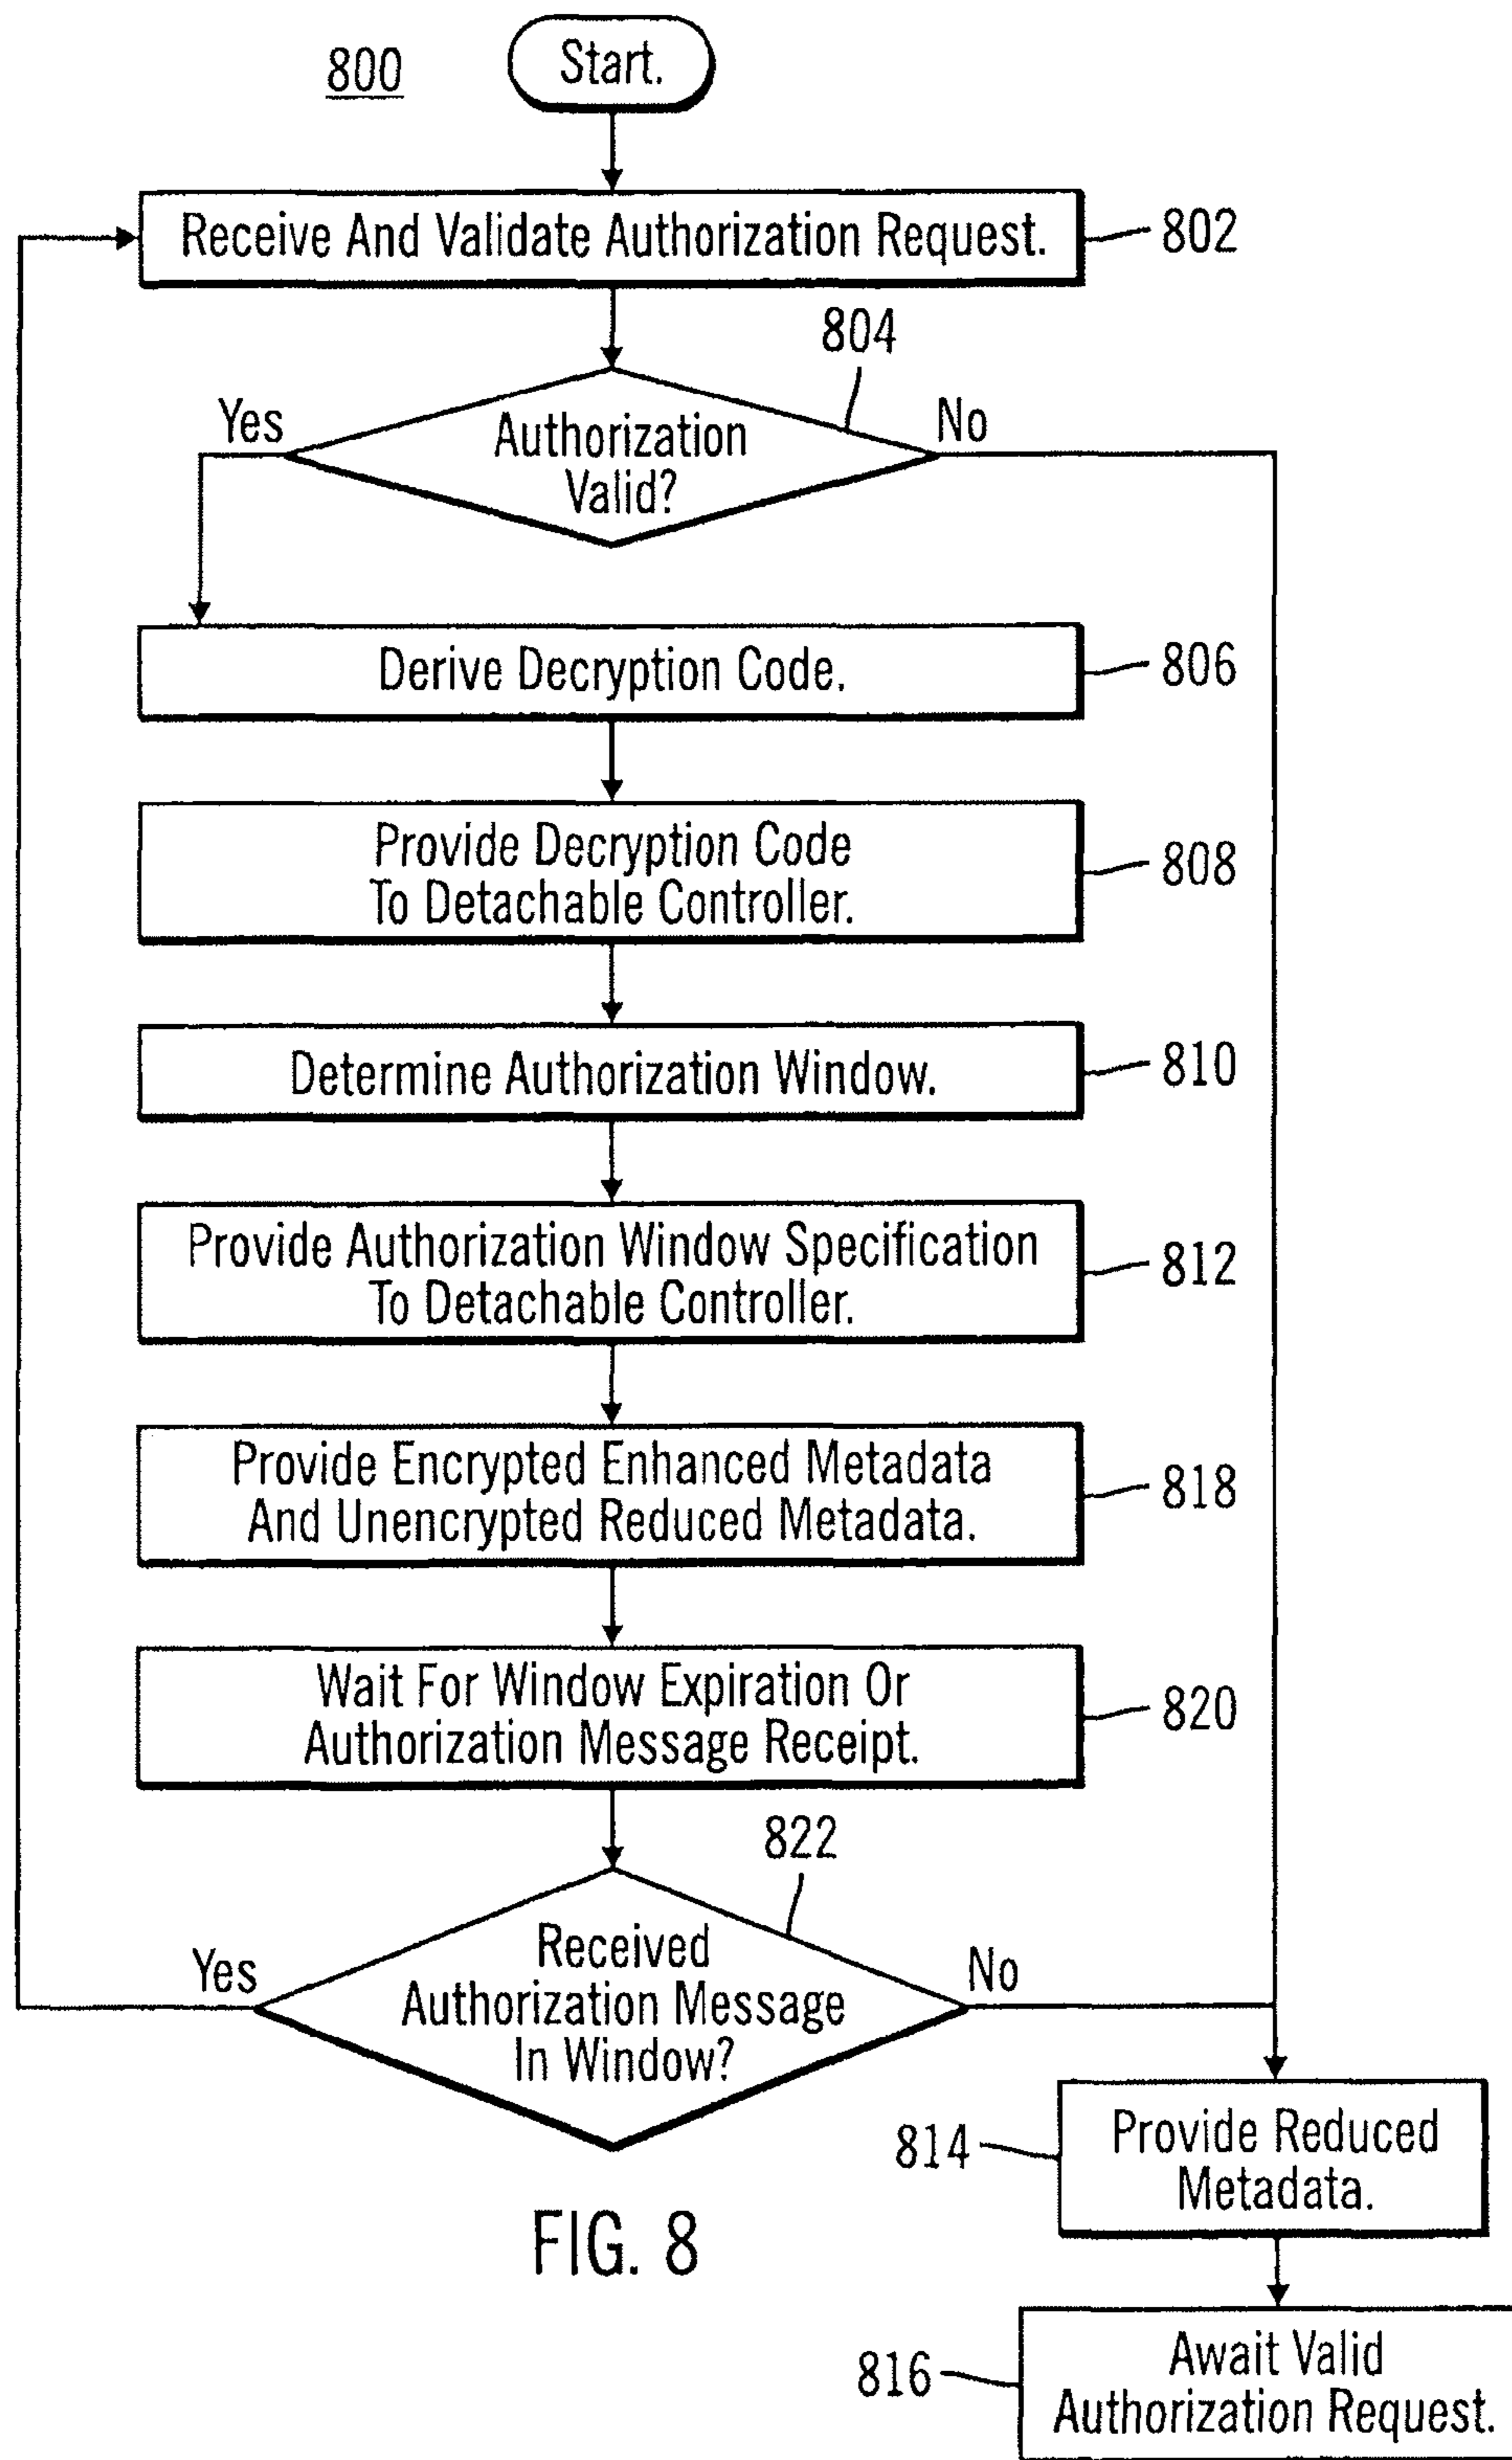 800
Start.
Receive And Validate Authorization Request.
802
804
Yes
No
Authorization
Valid?
Derive Decryption Code.
806
Provide Decryption Code
To Detachable Controller.
808
Determine Authorization Window.
810
Provide Authorization Window Specification
To Detachable Controller.
812
Provide Encrypted Enhanced Metadata
And Unencrypted Reduced Metadata.
818
Wait For Window Expiration Or
Authorization Message Receipt.
820
822
Yes
No
Received
Authorization Message
In Window?
814
Provide Reduced
Metadata.
FIG. 8
816
Await Valid
Authorization Request.